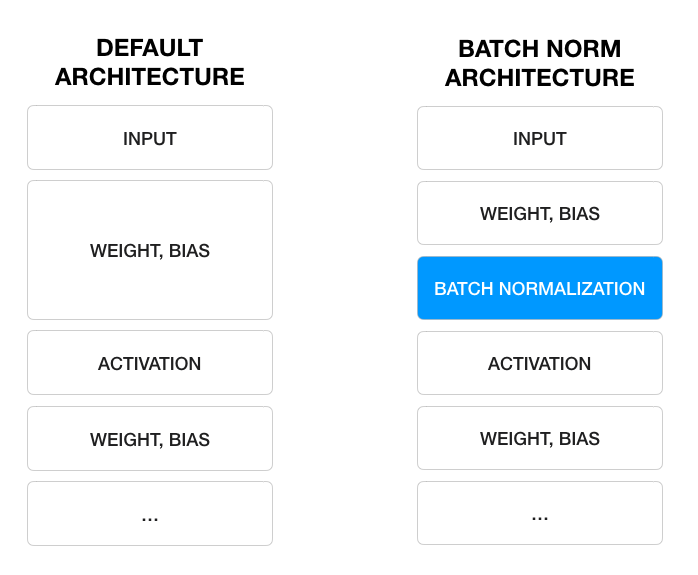 DEFAULT
ARCHITECTURE
INPUT
WEIGHT, BIAS
ACTIVATION
WEIGHT, BIAS
...
BATCH NORM
ARCHITECTURE
INPUT
WEIGHT, BIAS
BATCH NORMALIZATION
ACTIVATION
WEIGHT, BIAS
...